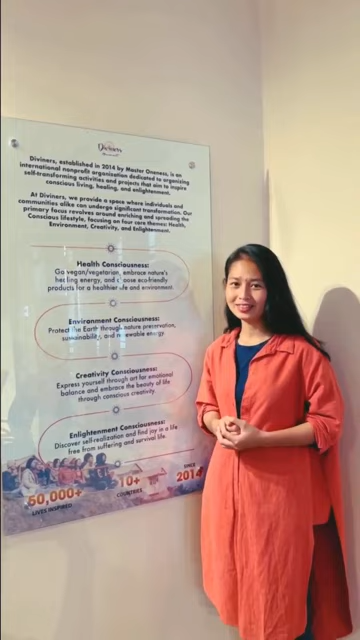 Diviners
Diviners, established in 2014 by Master Oneness, is an
international nonprofit organisation dedicated to organizing
self-transforming activities and projects that aim to inspire
conscious living, healing, and enlightenment.
At Diviners, we provide a space where individuals and
communities alike can undergo significant transformation. Our
primary focus revolves around enriching and spreading the
Conscious lifestyle, focusing on four core themes: Health,
Environment, Creativity, and Enlightenment.
Health Consciousness:
Go vegan/vegetarian, embrace nature's
healing energy, and choose eco-friendly
products for a healthier life and environment.
Environment Consciousness:
Protect the Earth through nature preservation,
sustainability, and renewable energy.
Creativity Consciousness:
Express yourself through art for emotional
balance and embrace the beauty of life
through conscious creativity.
Enlightenment Consciousness:
Discover self-realization and find joy in a life
free from suffering and survival life.
50,000+
LIVES INSPIRED
10+
COUNTRIES
SINCE
2014